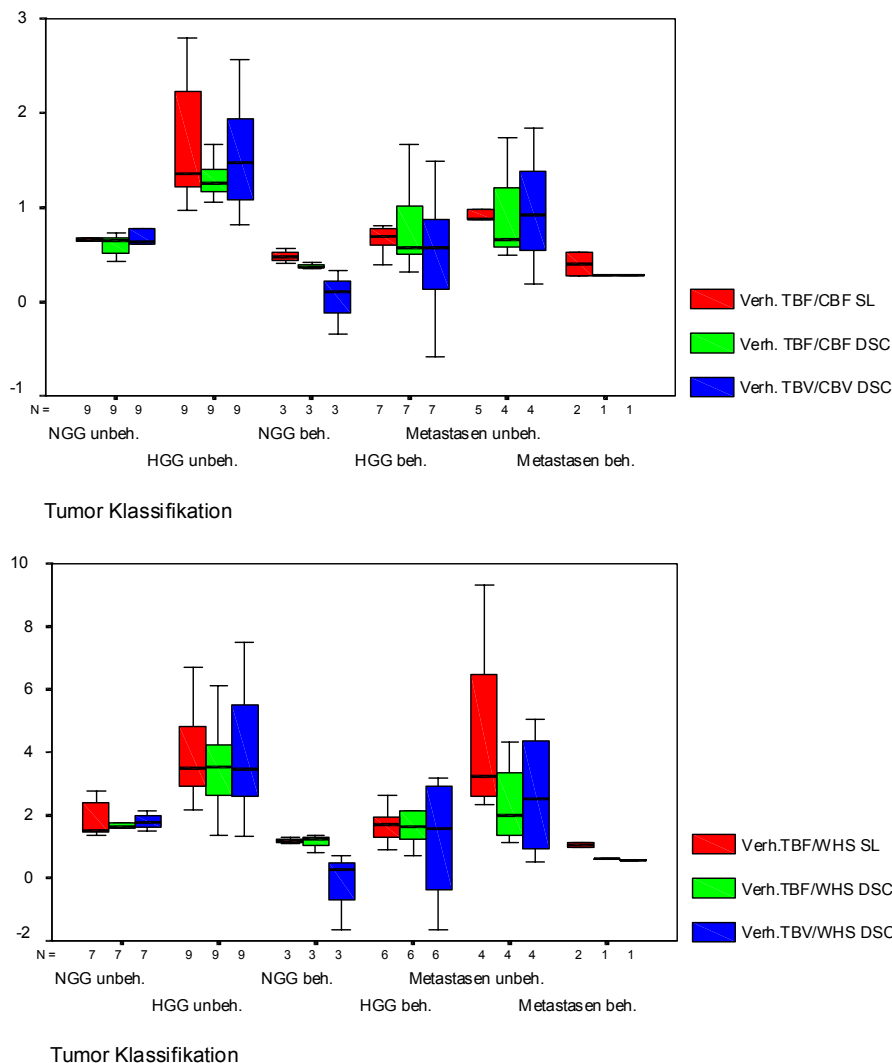 3
2
1
0
-1
N = 9 9 9 9 9 9 3 3 3 7 7 7 5 4 4 2 1 1
NGG unbeh. NGG beh. Metastasen unbeh.
HGG unbeh. HGG beh. Metastasen beh.
Tumor Klassifikation
Verh. TBF/CBF SL
Verh. TBF/CBF DSC
Verh. TBV/CBV DSC
10
8
6
4
2
0
-2
N = 7 7 7 9 9 9 3 3 3 6 6 6 4 4 4 2 1 1
NGG unbeh. NGG beh. Metastasen unbeh.
HGG unbeh. HGG beh. Metastasen beh.
Tumor Klassifikation
Verh.TBF/WHS SL
Verh.TBF/WHS DSC
Verh.TBV/WHS DSC